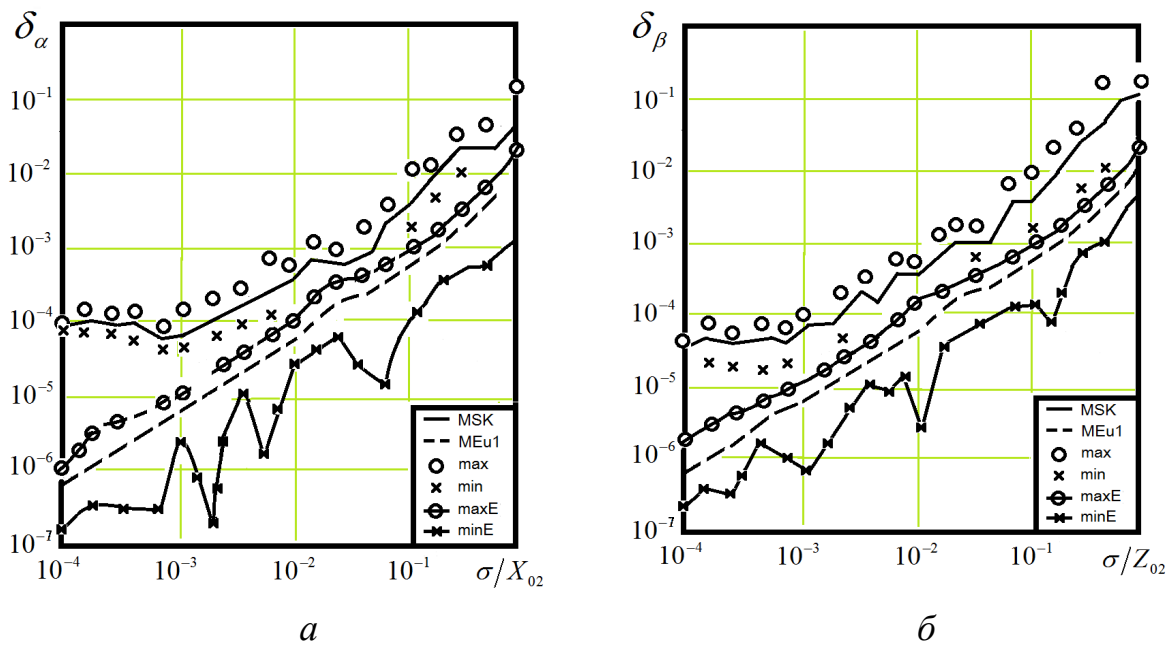 δα
10⁻¹
10⁻²
10⁻³
10⁻⁴
10⁻⁵
10⁻⁶
10⁻⁷
10⁻⁴
10⁻³
10⁻²
10⁻¹
σ/X₀₂
MSK
MEu1
max
min
maxE
minE
а
δβ
10⁻¹
10⁻²
10⁻³
10⁻⁴
10⁻⁵
10⁻⁶
10⁻⁷
10⁻⁴
10⁻³
10⁻²
10⁻¹
σ/Z₀₂
MSK
MEu1
max
min
maxE
minE
б